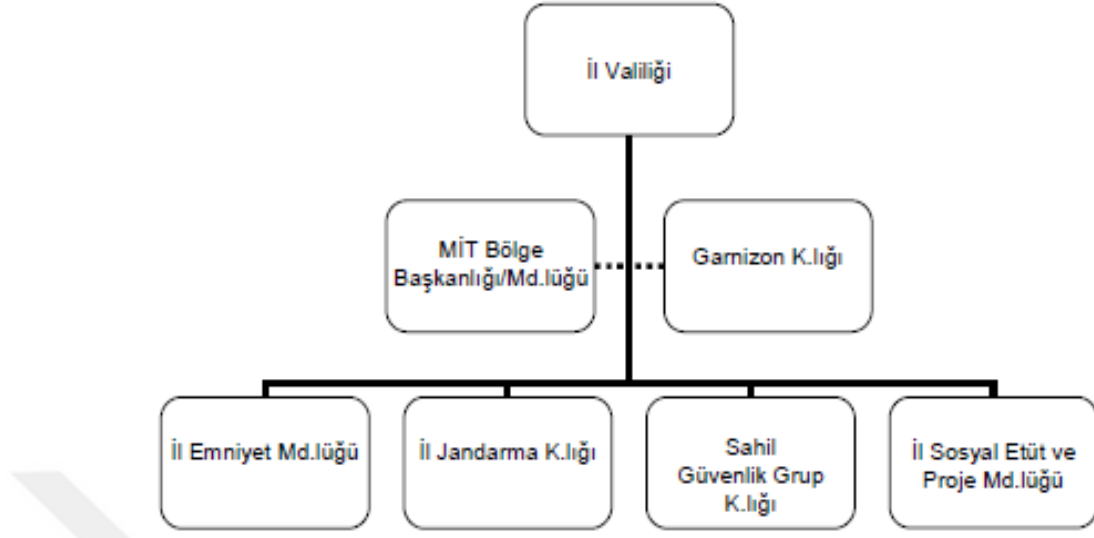 İl Valiliği
MİT Bölge
Başkanlığı/Md.lüğü
Garnizon K.lığı
İl Emniyet Md.lüğü
İl Jandarma K.lığı
Sahil
Güvenlik Grup
K.lığı
İl Sosyal Etüt ve
Proje Md.lüğü